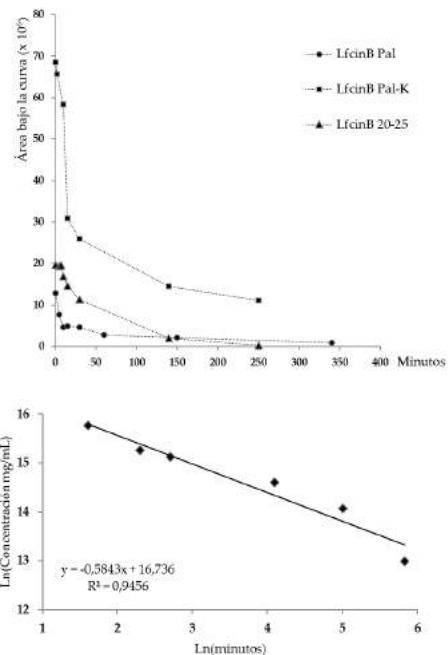 80
70
60
50
40
30
20
10
0
Área bajo la curva (x 10⁶)
LfcinB Pal
LfcinB Pal-K
LfcinB 20-25
0 50 100 150 200 250 300 350 400 Minutos
16
15
14
13
12
Ln(Concentración mg/mL)
y = -0,5843x + 16,736
R² = 0,9456
1 2 3 4 5 6
Ln(minutos)